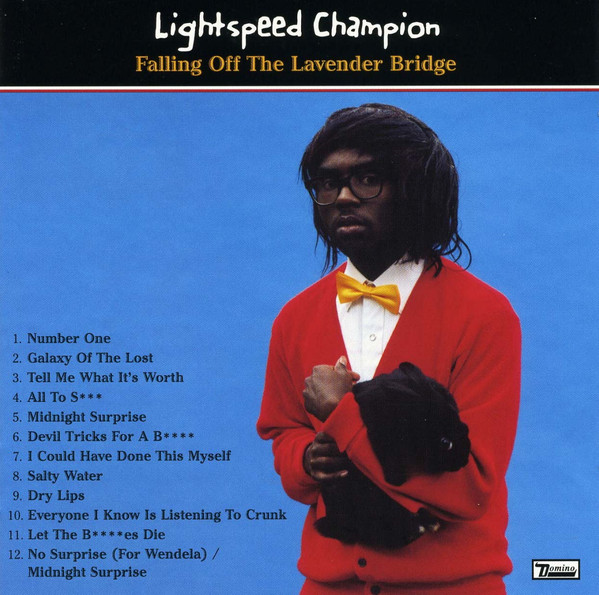 Lightspeed Champion
Falling Off The Lavender Bridge
1. Number One
2. Galaxy Of The Lost
3. Tell Me What It's Worth
4. All To S***
5. Midnight Surprise
6. Devil Tricks For A B****
7. I Could Have Done This Myself
8. Salty Water
9. Dry Lips
10. Everyone I Know Is Listening To Crunk
11. Let The B****es Die
12. No Surprise (For Wendela) /
Midnight Surprise
Domino